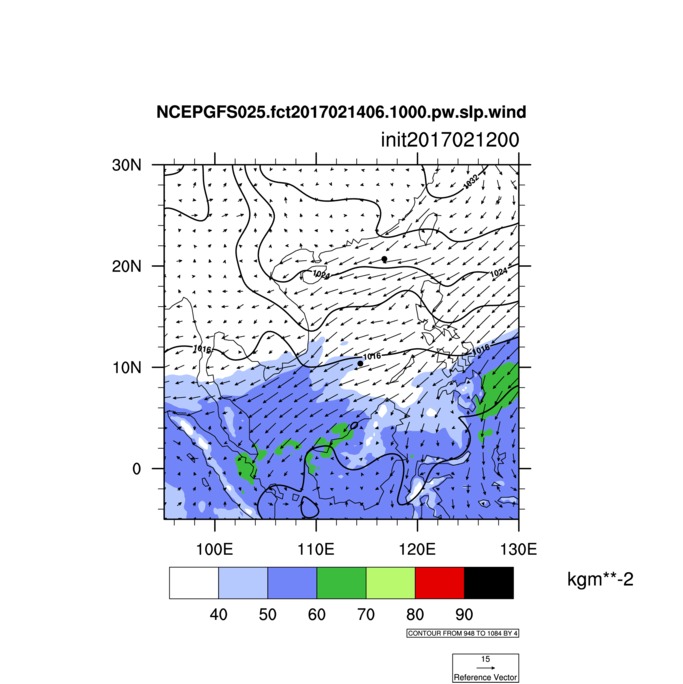 NCEPGFS025.fct2017021406.1000.pw.slp.wind
init2017021200
30N
1032
20N
1024
1024
1016
1016
1016
10N
0
100E 110E 120E 130E
kgm**-2
40 50 60 70 80 90
CONTOUR FROM 948 TO 1084 BY 4
15
Reference Vector